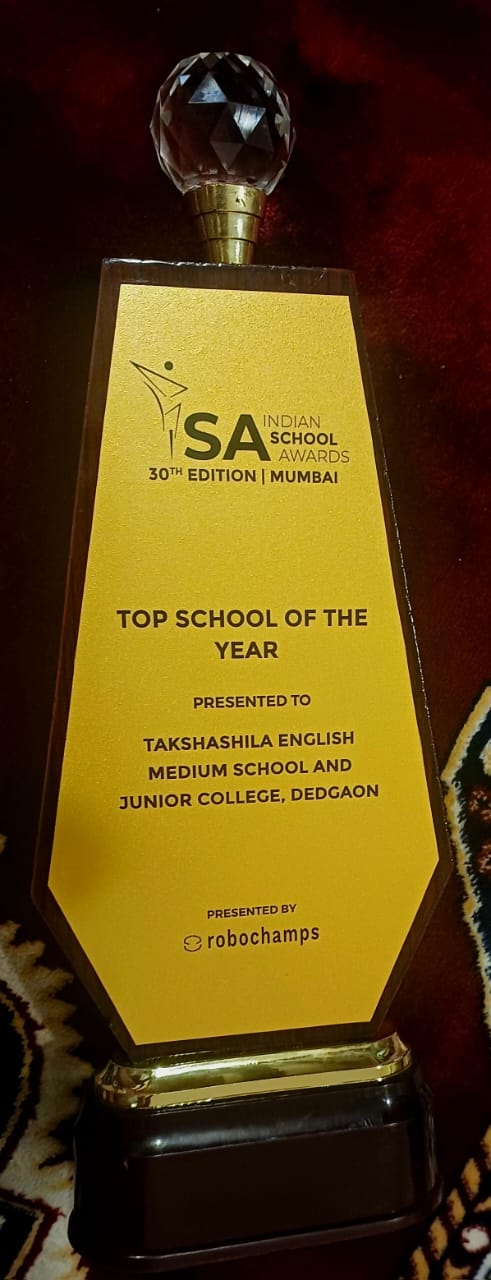 SA INDIAN
SCHOOL
AWARDS
30TH EDITION | MUMBAI
TOP SCHOOL OF THE
YEAR
PRESENTED TO
TAKSHASHILA ENGLISH
MEDIUM SCHOOL AND
JUNIOR COLLEGE, DEDGAON
PRESENTED BY
robochamps